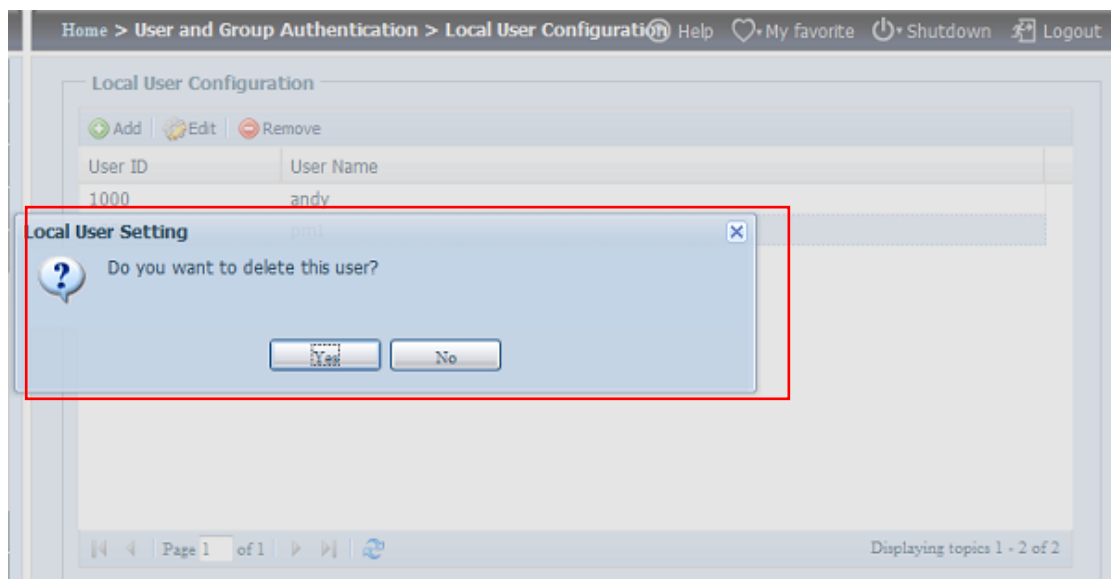 Home > User and Group Authentication > Local User Configuration Help My favorite Shutdown Logout
Local User Configuration
Add Edit Remove
User ID User Name
1000 andy
Local User Setting
Do you want to delete this user?
Yes No
Page 1 of 1 Displaying topics 1 - 2 of 2